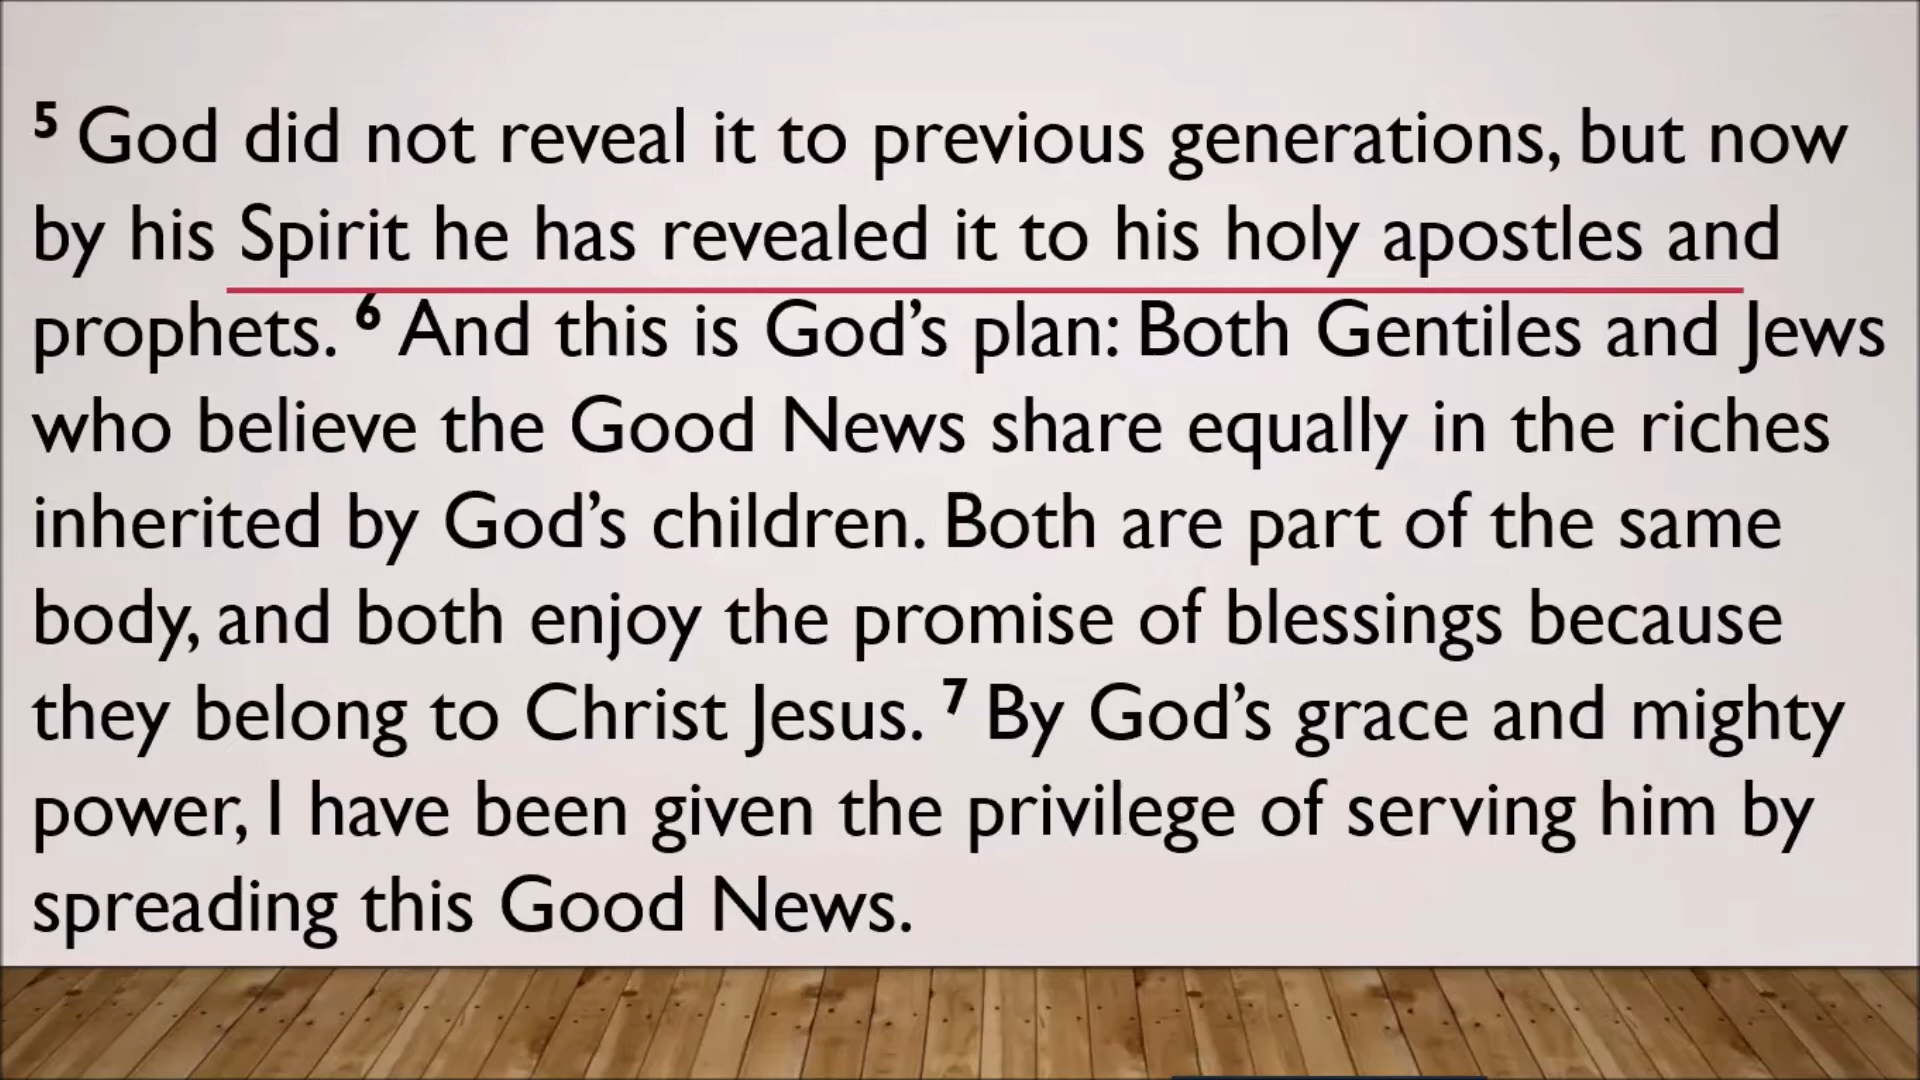 5 God did not reveal it to previous generations, but now
by his Spirit he has revealed it to his holy apostles and
prophets. 6 And this is God’s plan: Both Gentiles and Jews
who believe the Good News share equally in the riches
inherited by God’s children. Both are part of the same
body, and both enjoy the promise of blessings because
they belong to Christ Jesus. 7 By God’s grace and mighty
power, I have been given the privilege of serving him by
spreading this Good News.